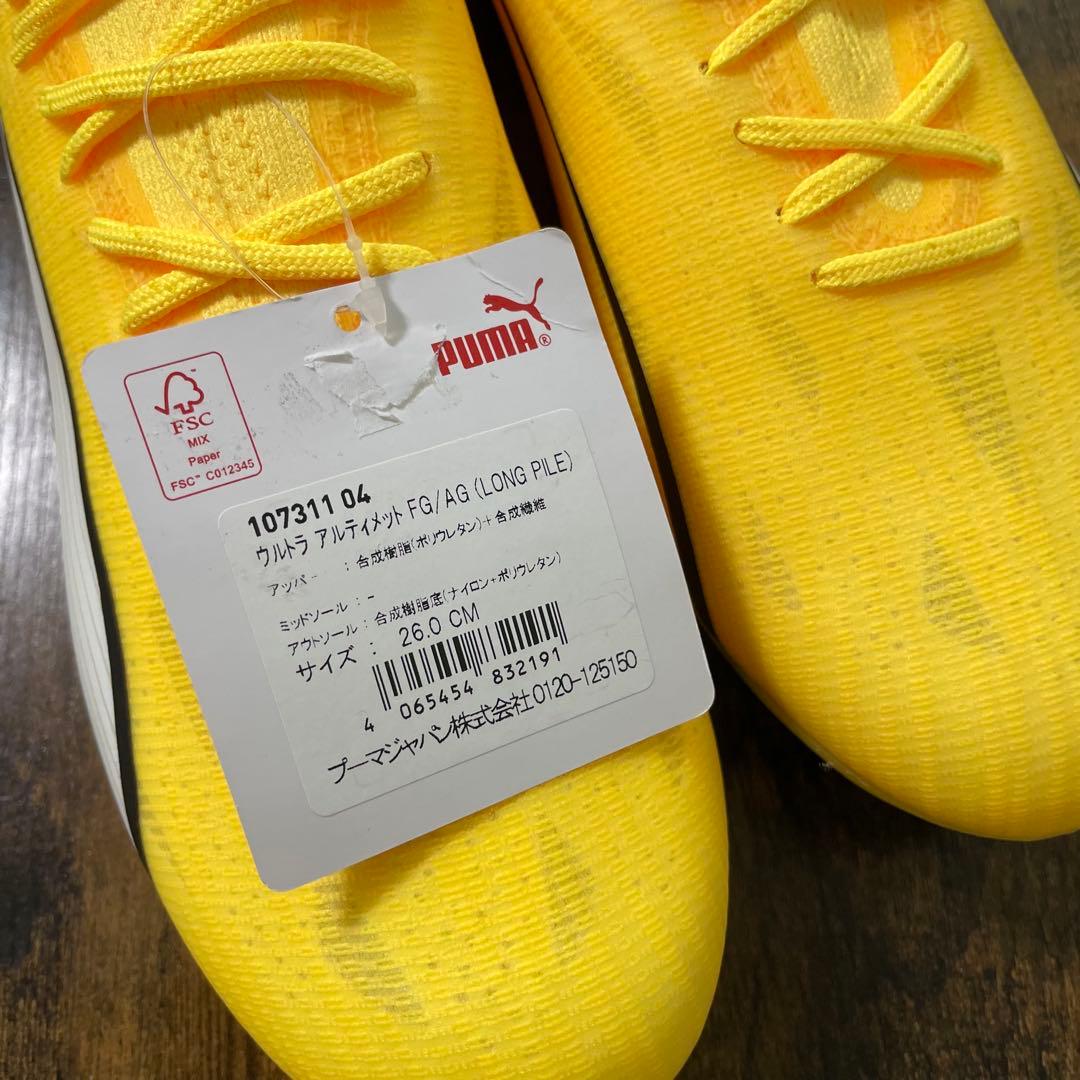 PUMA®
FSC
MIX
Paper
FSC™ C012345
107311 04
ウルトラ アルティメット FG/AG (LONG PILE)
アッパー : 合成樹脂(ポリウレタン)+合成繊維
ミッドソール : -
アウトソール : 合成樹脂底(ナイロン+ポリウレタン)
サイズ : 26.0 CM
4 065454 832191
プーマジャパン株式会社0120-125150